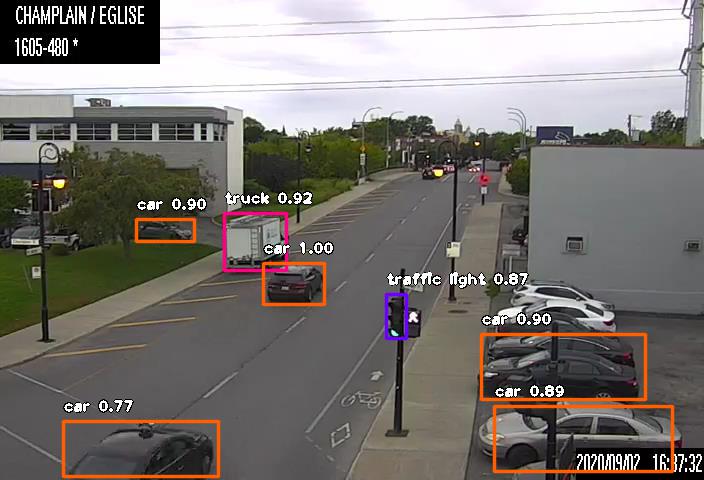 CHAMPLAIN / EGLISE
1605-480 *
car 0.90
truck 0.92
car 1.00
traffic light 0.87
car 0.90
car 0.89
car 0.77
2020/09/02 16:37:32